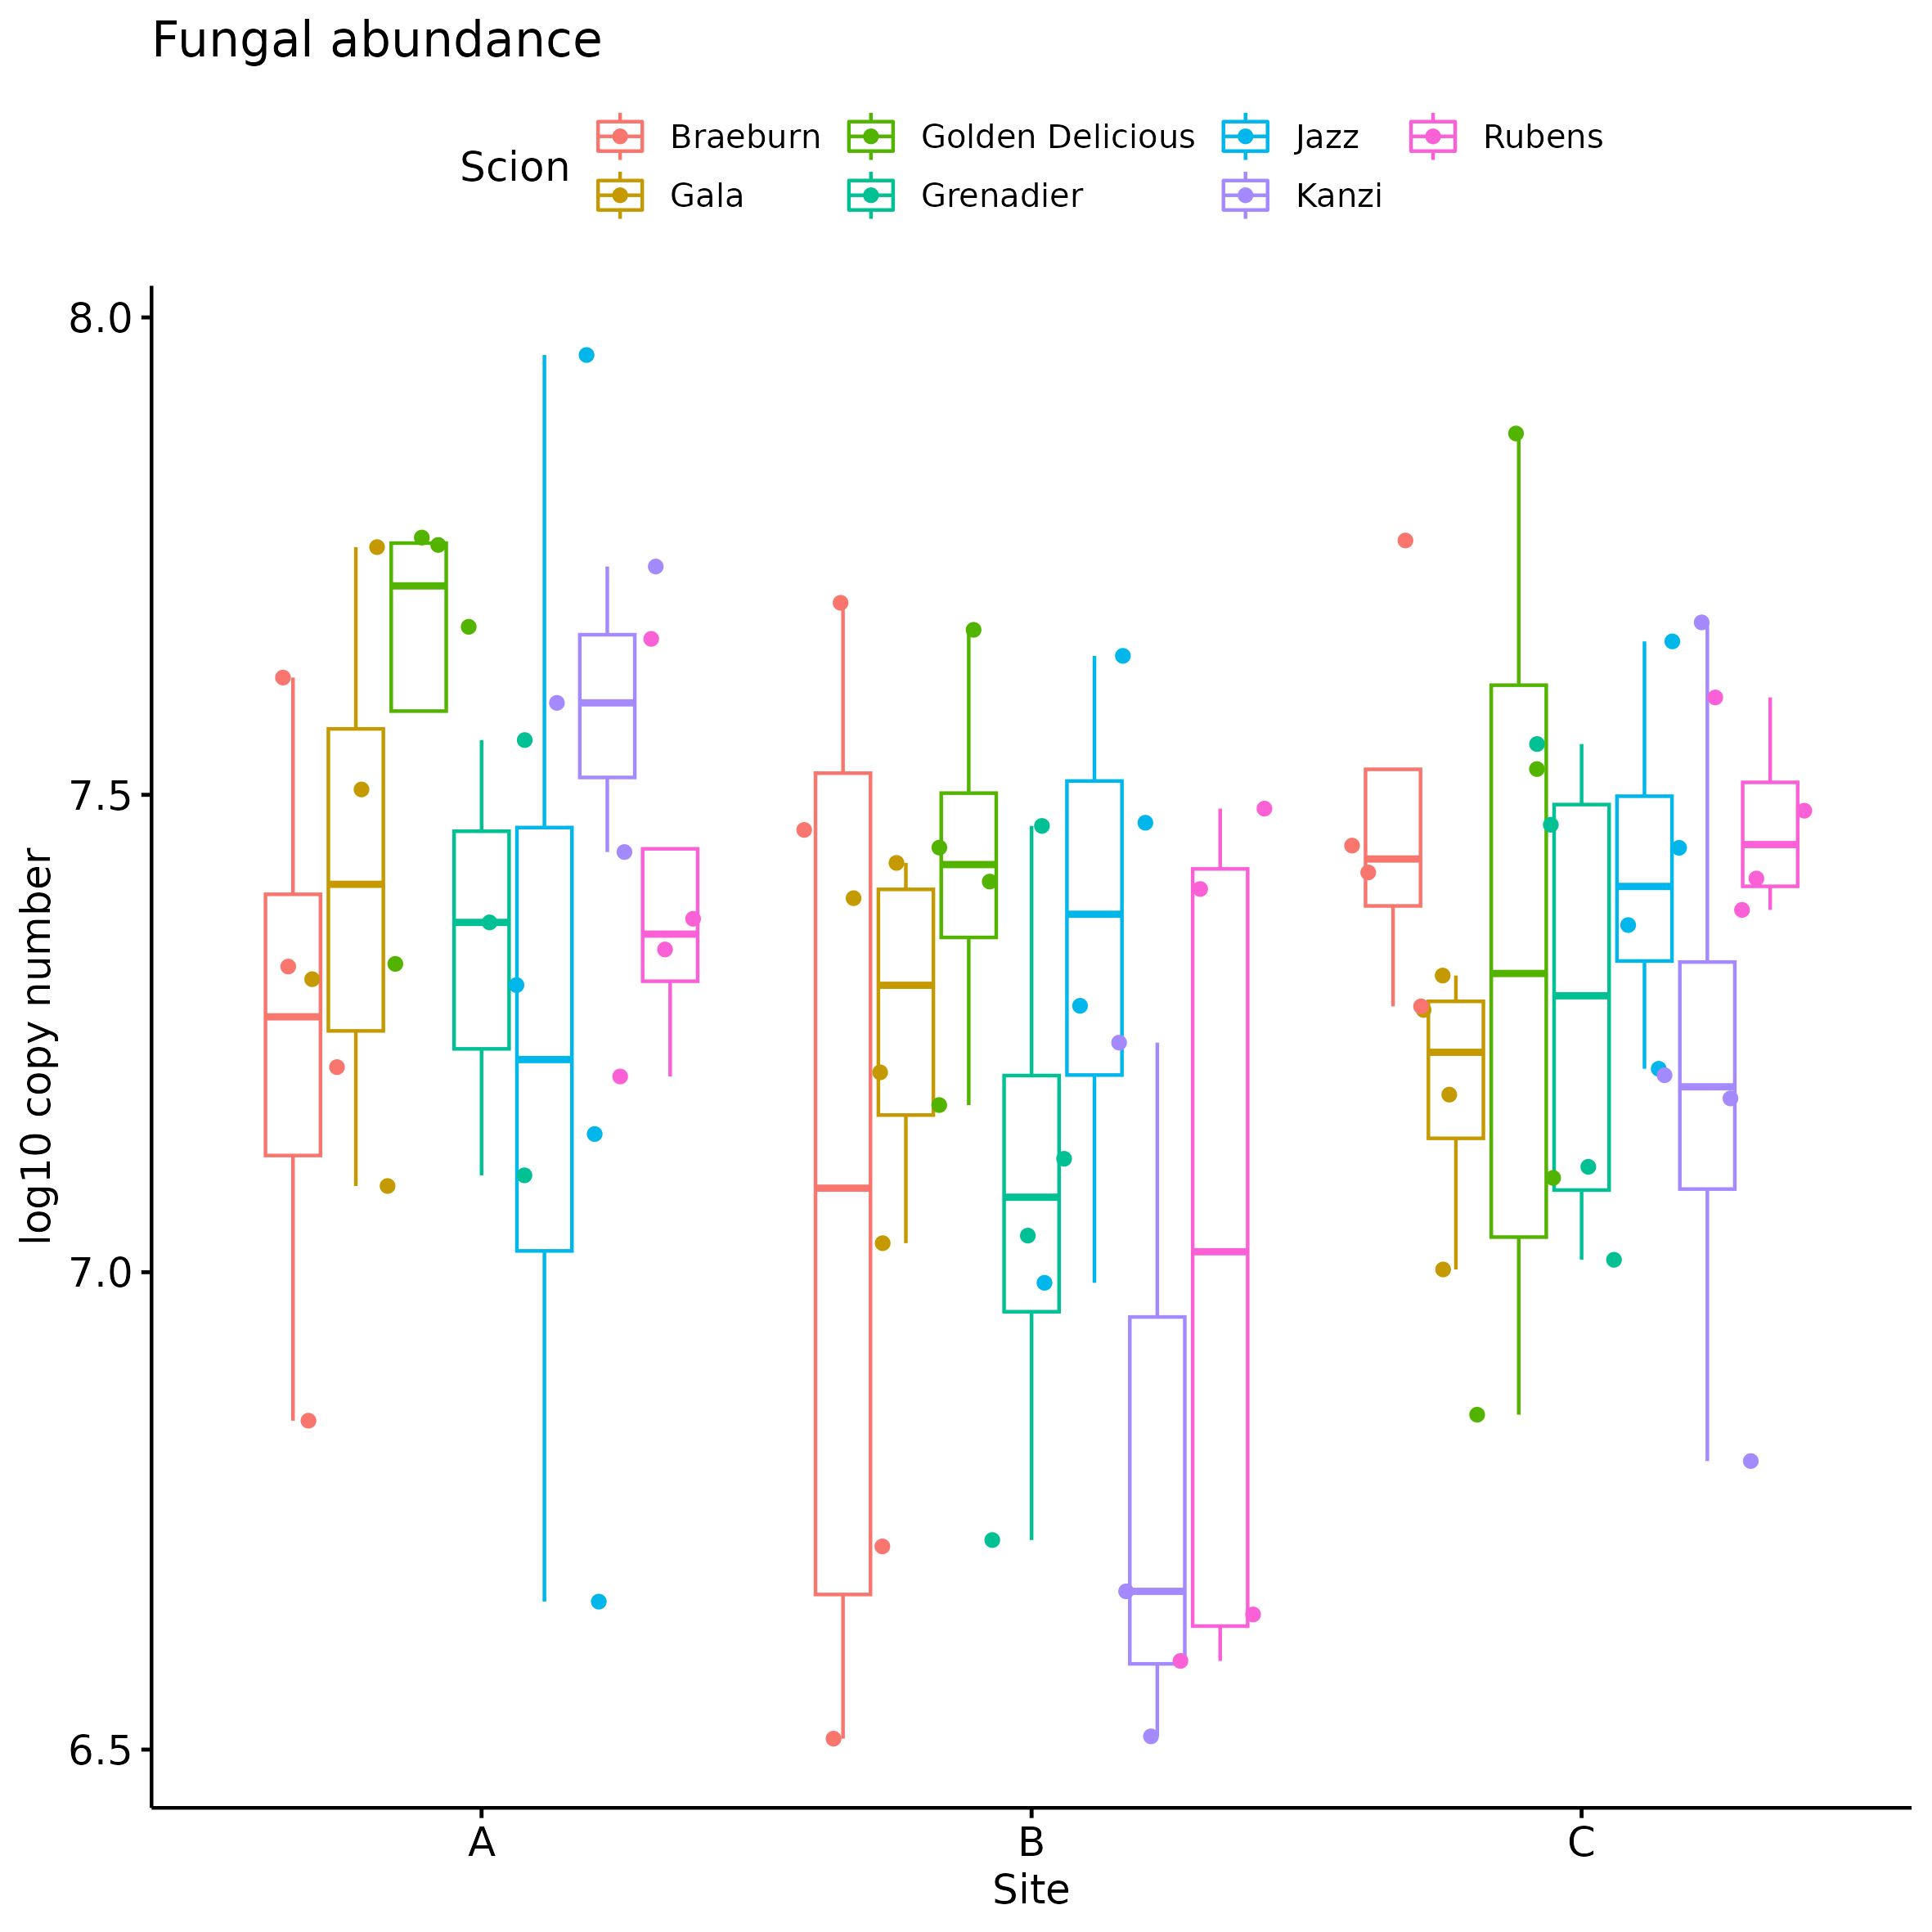 Fungal abundance
Scion
Braeburn
Golden Delicious
Jazz
Rubens
Gala
Grenadier
Kanzi
8.0
7.5
7.0
6.5
log10 copy number
A
B
C
Site